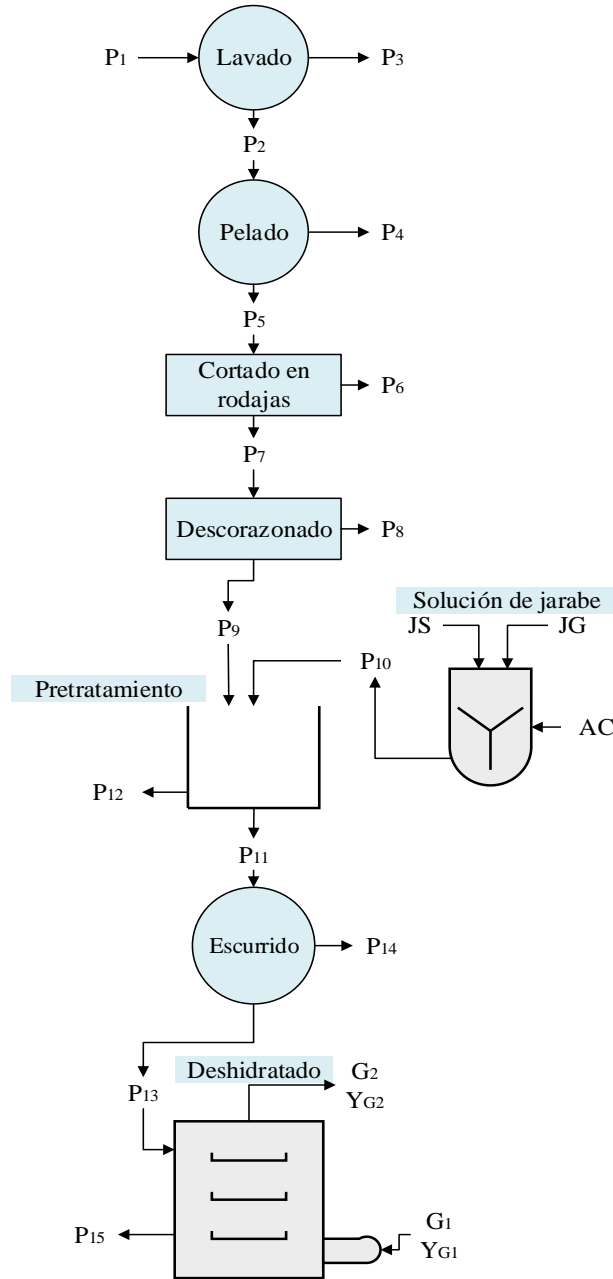 P1
Lavado
P3
P2
Pelado
P4
P5
Cortado en
rodajas
P6
P7
Descorazonado
P8
P9
Solución de jarabe
JS
JG
P10
Pretratamiento
AC
P12
P11
Escurrido
P14
Deshidratado
G2
YG2
P13
G1
YG1
P15